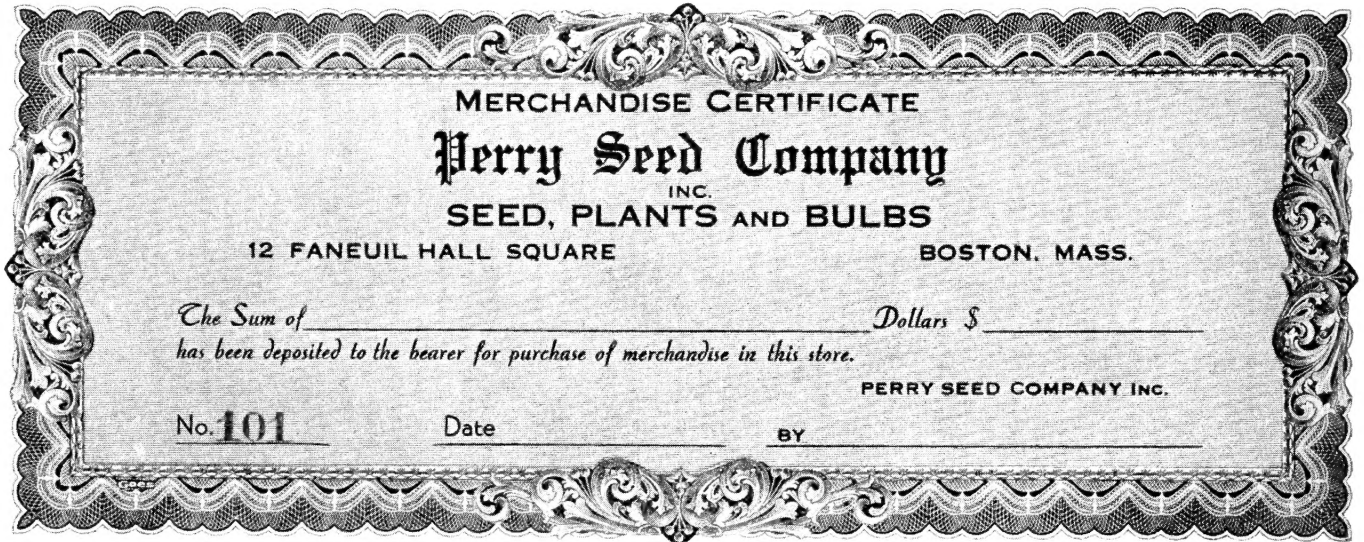 MERCHANDISE CERTIFICATE
Perry Seed Company
INC.
SEED, PLANTS AND BULBS
12 FANEUIL HALL SQUARE BOSTON, MASS.
The Sum of Dollars $
has been deposited to the bearer for purchase of merchandise in this store.
PERRY SEED COMPANY INC.
No. 101 Date BY